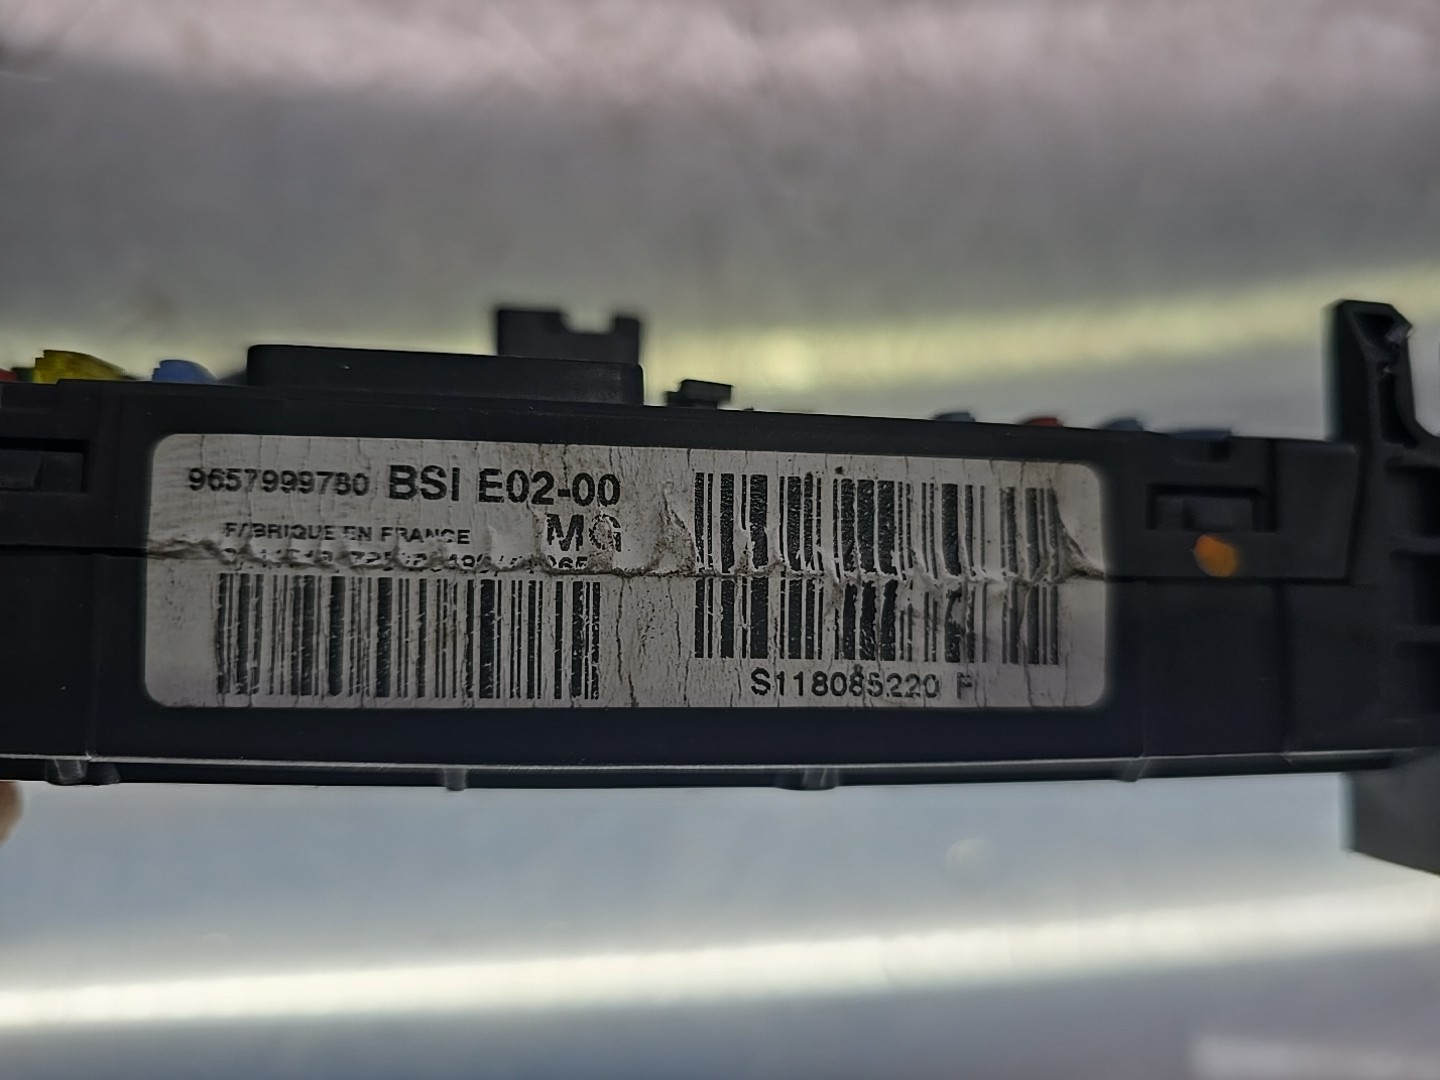 9657999780 BSI E02-00
FABRIQUE EN FRANCE MG
S118085220 F